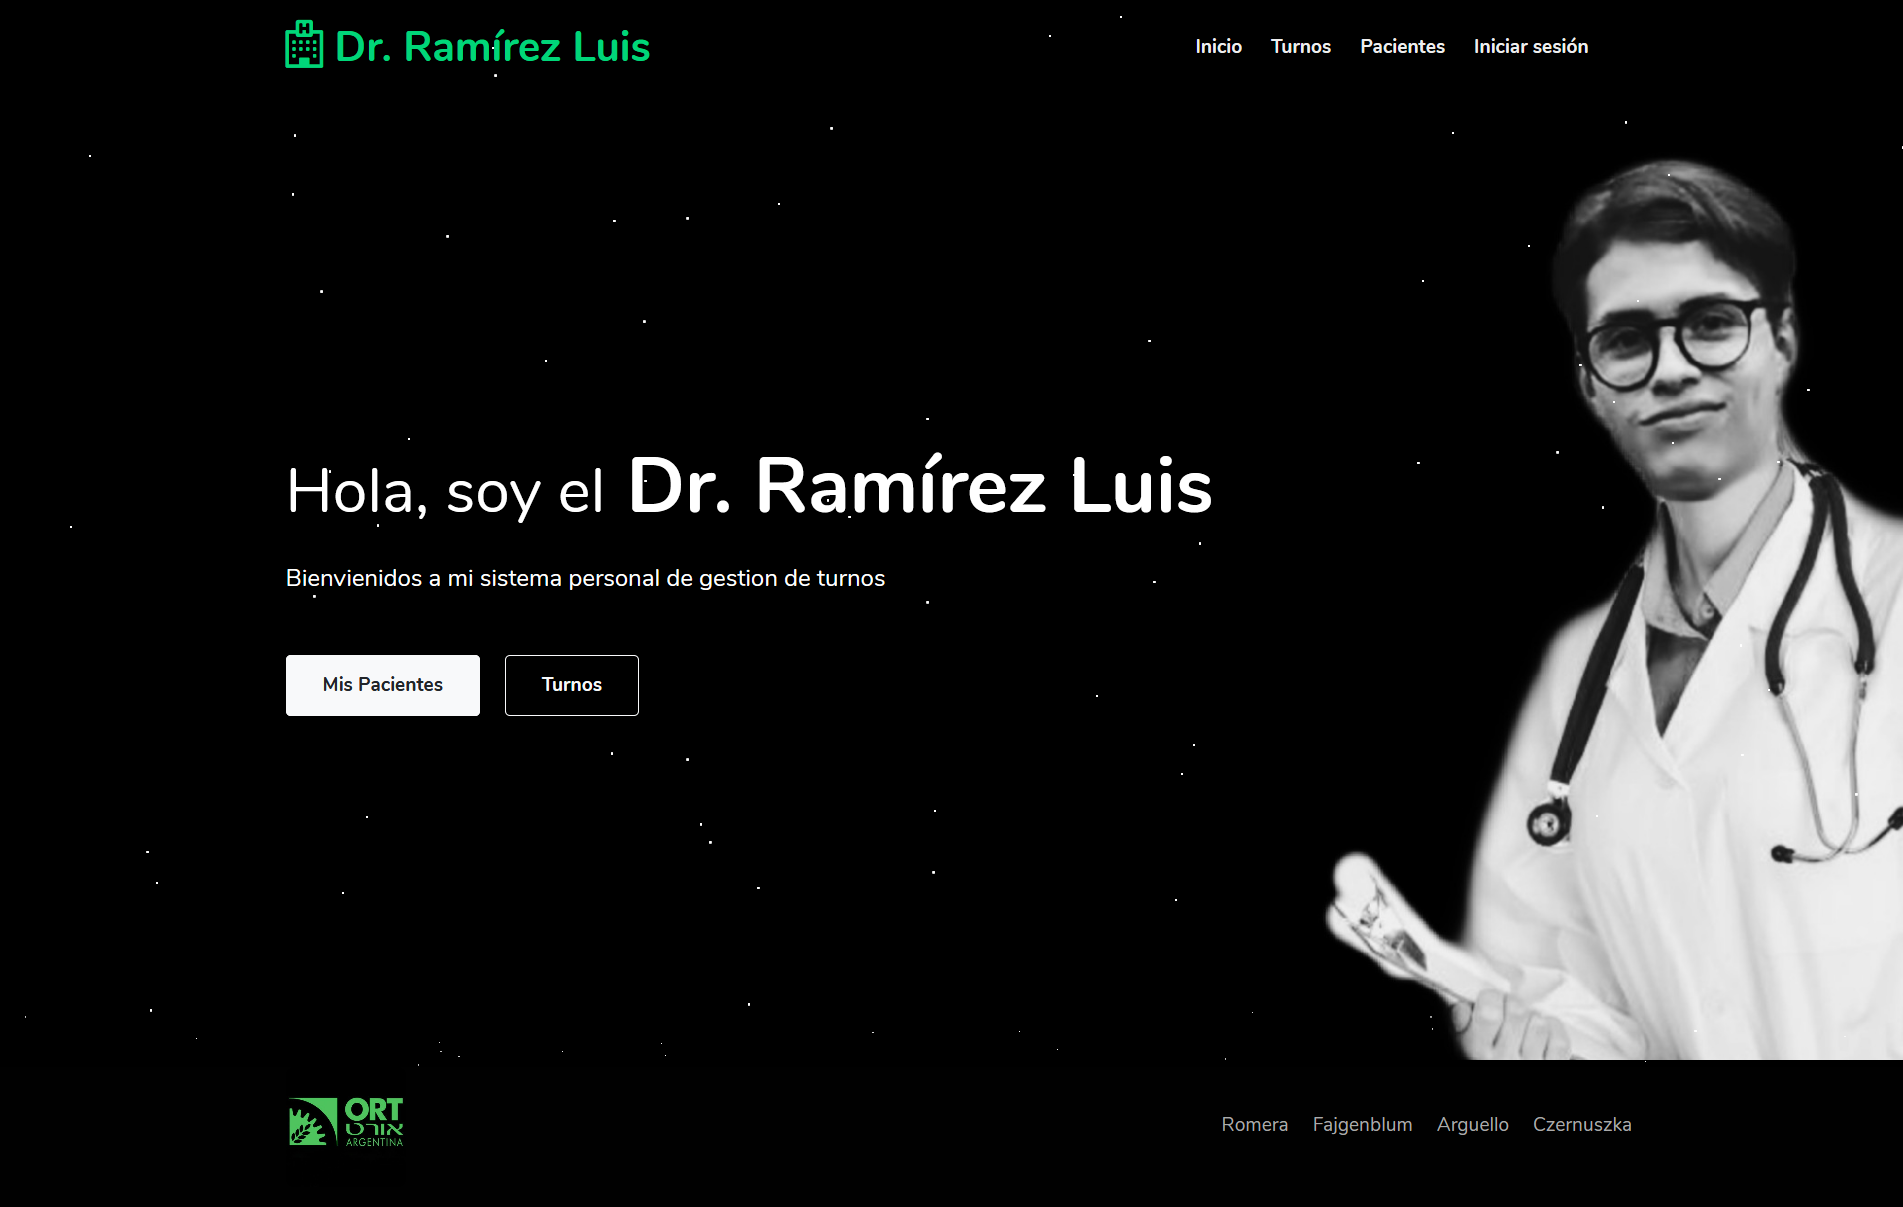 Dr. Ramírez Luis
Inicio Turnos Pacientes Iniciar sesión
Hola, soy el Dr. Ramírez Luis
Bienvienidos a mi sistema personal de gestion de turnos
Mis Pacientes Turnos
ORT
אורט
ARGENTINA
Romera Fajgenblum Arguello Czernuszka